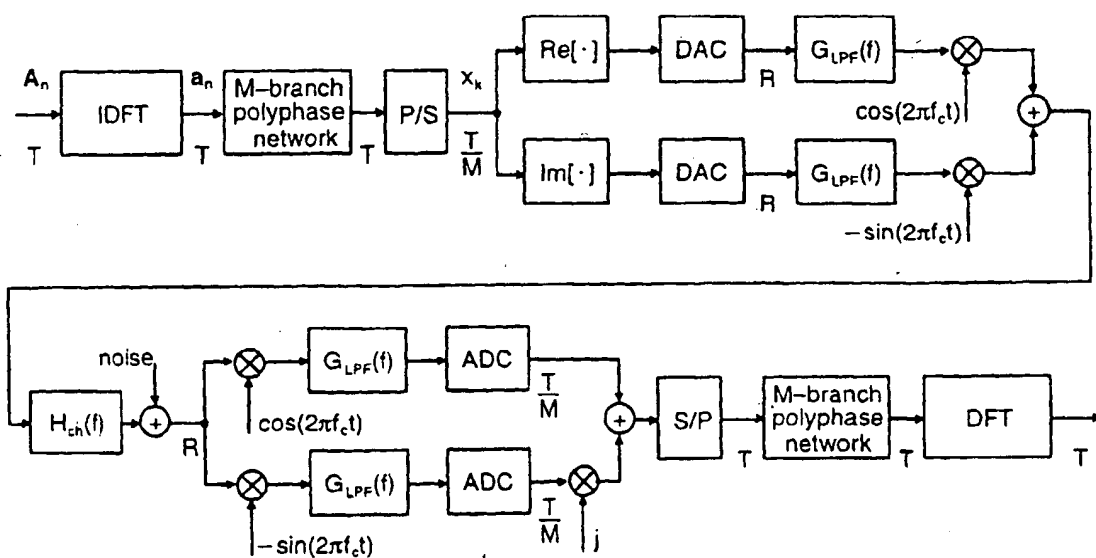 A_n
T
IDFT
a_n
T
M-branch
polyphase
network
T
P/S
x_k
T/M
Re[·]
DAC
R
G_LPF(f)
cos(2πf_ct)
+
Im[·]
DAC
R
G_LPF(f)
−sin(2πf_ct)
noise
H_ch(f)
+
R
cos(2πf_ct)
G_LPF(f)
ADC
T/M
−sin(2πf_ct)
G_LPF(f)
ADC
T/M
j
+
S/P
T
M-branch
polyphase
network
T
DFT
T